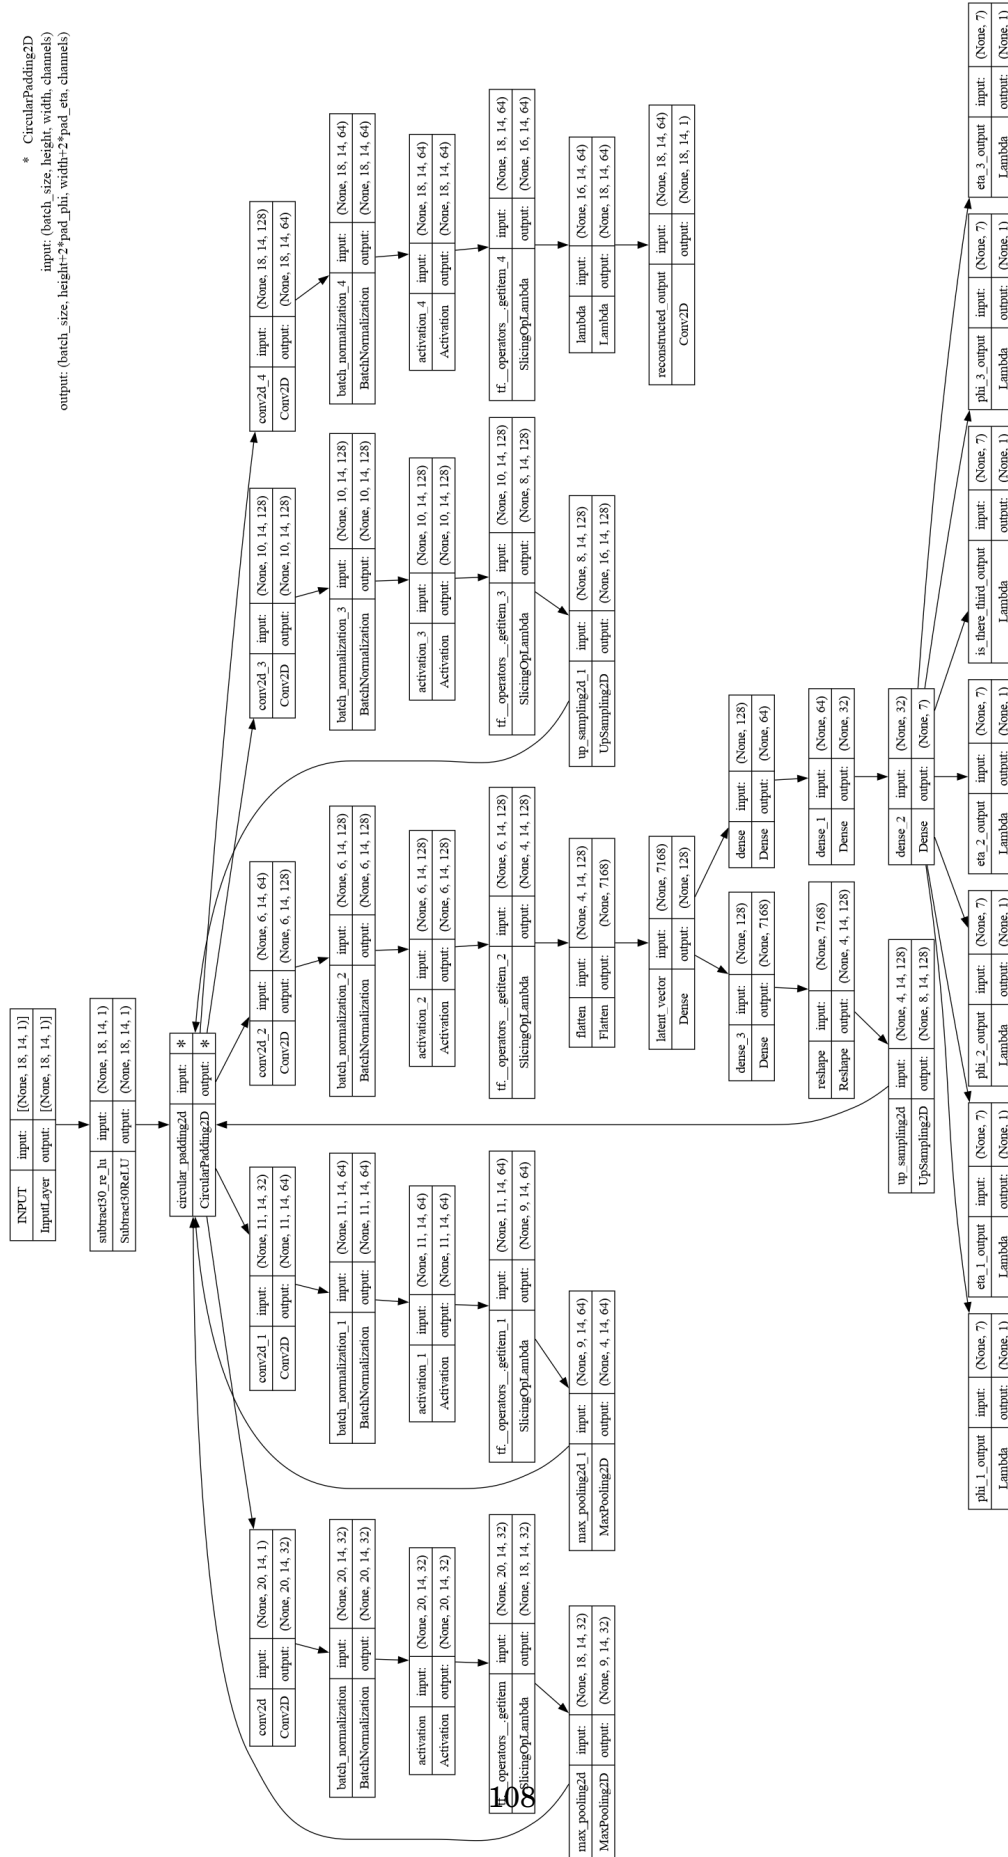 * CircularPadding2D
input: (batch_size, height, width, channels)
output: (batch_size, height+2*pad_phi, width+2*pad_eta, channels)
INPUT input: [(None, 18, 14, 1)]
InputLayer output: [(None, 18, 14, 1)]
subtract30_re_lu input: (None, 18, 14, 1)
Subtract30ReLU output: (None, 18, 14, 1)
circular_padding2d input: *
CircularPadding2D output: *
conv2d input: (None, 20, 14, 1)
Conv2D output: (None, 20, 14, 32)
conv2d_1 input: (None, 11, 14, 32)
Conv2D output: (None, 11, 14, 64)
conv2d_2 input: (None, 6, 14, 64)
Conv2D output: (None, 6, 14, 128)
conv2d_3 input: (None, 10, 14, 128)
Conv2D output: (None, 10, 14, 128)
conv2d_4 input: (None, 18, 14, 128)
Conv2D output: (None, 18, 14, 64)
batch_normalization input: (None, 20, 14, 32)
BatchNormalization output: (None, 20, 14, 32)
batch_normalization_1 input: (None, 11, 14, 64)
BatchNormalization output: (None, 11, 14, 64)
batch_normalization_2 input: (None, 6, 14, 128)
BatchNormalization output: (None, 6, 14, 128)
batch_normalization_3 input: (None, 10, 14, 128)
BatchNormalization output: (None, 10, 14, 128)
batch_normalization_4 input: (None, 18, 14, 64)
BatchNormalization output: (None, 18, 14, 64)
activation input: (None, 20, 14, 32)
Activation output: (None, 20, 14, 32)
activation_1 input: (None, 11, 14, 64)
Activation output: (None, 11, 14, 64)
activation_2 input: (None, 6, 14, 128)
Activation output: (None, 6, 14, 128)
activation_3 input: (None, 10, 14, 128)
Activation output: (None, 10, 14, 128)
activation_4 input: (None, 18, 14, 64)
Activation output: (None, 18, 14, 64)
tf.__operators__.getitem input: (None, 20, 14, 32)
SlicingOpLambda output: (None, 18, 14, 32)
tf.__operators__.getitem_1 input: (None, 11, 14, 64)
SlicingOpLambda output: (None, 9, 14, 64)
tf.__operators__.getitem_2 input: (None, 6, 14, 128)
SlicingOpLambda output: (None, 4, 14, 128)
tf.__operators__.getitem_3 input: (None, 10, 14, 128)
SlicingOpLambda output: (None, 8, 14, 128)
tf.__operators__.getitem_4 input: (None, 18, 14, 64)
SlicingOpLambda output: (None, 16, 14, 64)
max_pooling2d input: (None, 18, 14, 32)
MaxPooling2D output: (None, 9, 14, 32)
max_pooling2d_1 input: (None, 9, 14, 64)
MaxPooling2D output: (None, 4, 14, 64)
flatten input: (None, 4, 14, 128)
Flatten output: (None, 7168)
up_sampling2d_1 input: (None, 8, 14, 128)
UpSampling2D output: (None, 16, 14, 128)
lambda input: (None, 16, 14, 64)
Lambda output: (None, 18, 14, 64)
latent_vector input: (None, 7168)
Dense output: (None, 128)
reconstructed_output input: (None, 18, 14, 64)
Conv2D output: (None, 18, 14, 1)
dense_3 input: (None, 128)
Dense output: (None, 7168)
dense input: (None, 128)
Dense output: (None, 64)
reshape input: (None, 7168)
Reshape output: (None, 4, 14, 128)
dense_1 input: (None, 64)
Dense output: (None, 32)
up_sampling2d input: (None, 4, 14, 128)
UpSampling2D output: (None, 8, 14, 128)
dense_2 input: (None, 32)
Dense output: (None, 7)
phi_1_output input: (None, 7)
Lambda output: (None, 1)
eta_1_output input: (None, 7)
Lambda output: (None, 1)
phi_2_output input: (None, 7)
Lambda output: (None, 1)
eta_2_output input: (None, 7)
Lambda output: (None, 1)
is_there_third_output input: (None, 7)
Lambda output: (None, 1)
phi_3_output input: (None, 7)
Lambda output: (None, 1)
eta_3_output input: (None, 7)
Lambda output: (None, 1)
108